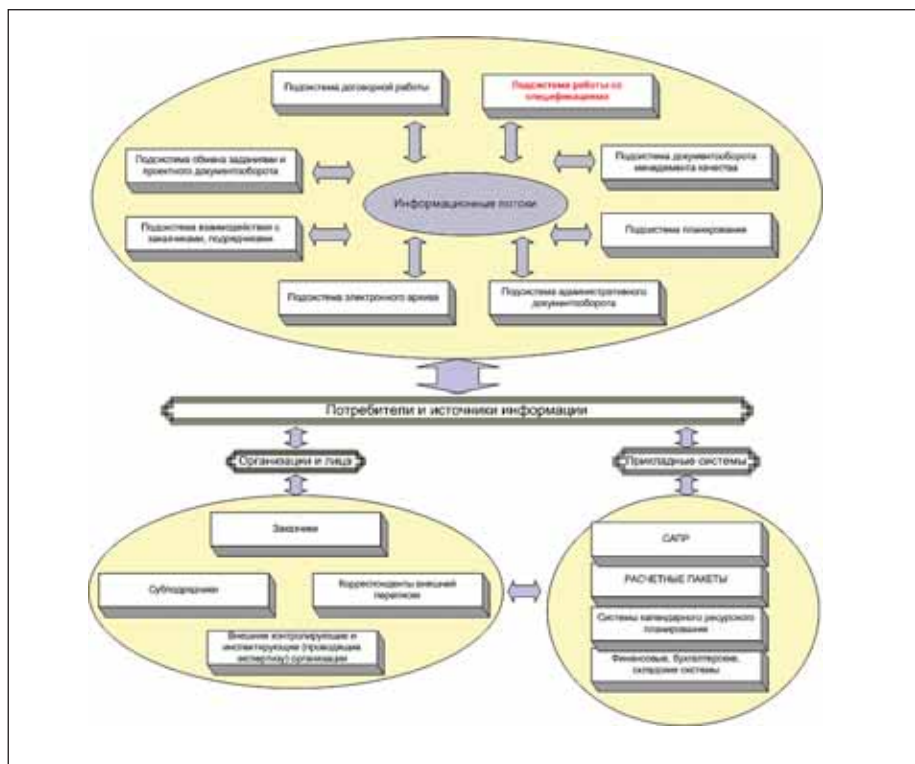 Подсистема договорной работы
Подсистема работы со
спецификациями
Подсистема обмена заданиями и
проектного документооборота
Подсистема документооборота
менеджмента качества
Информационные потоки
Подсистема взаимодействия с
заказчиками, подрядчиками
Подсистема планирования
Подсистема электронного архива
Подсистема административного
документооборота
Потребители и источники информации
Организации и лица
Прикладные системы
Заказчики
Субподрядчики
Корреспонденты внешней
переписки
Внешние контролирующие и
инспектирующие (проводящие
экспертизу) организации
САПР
РАСЧЕТНЫЕ ПАКЕТЫ
Системы календарного ресурсного
планирования
Финансовые, бухгалтерские,
складские системы